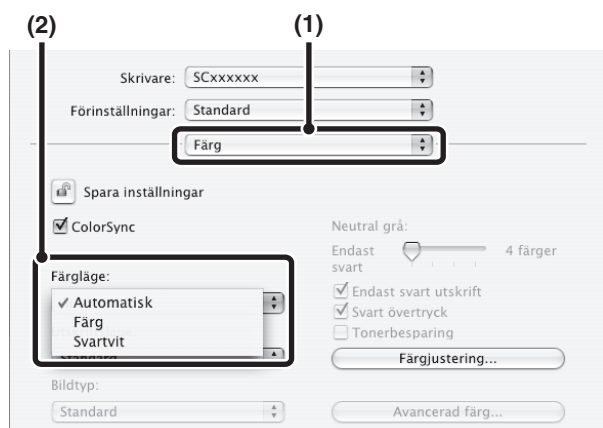 (2)
(1)
Skrivare: SCxxxxxx
Förinställningar: Standard
Färg
Spara inställningar
ColorSync
Neutral grå:
Endast svart
4 färger
Färgläge:
Automatisk
Färg
Svartvit
Standard
Endast svart utskrift
Svart övertryck
Tonerbesparing
Färgjustering...
Bildtyp:
Standard
Avancerad färg...